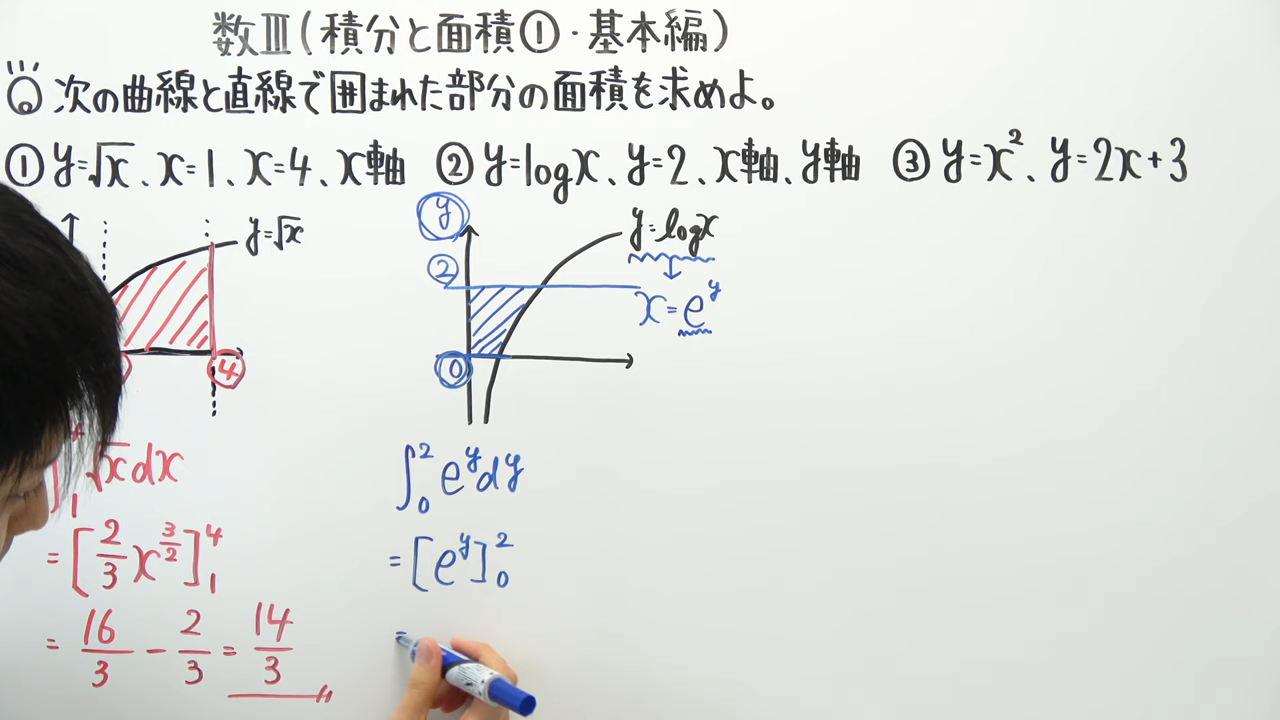 数Ⅲ(積分と面積①・基本編)
次の曲線と直線で囲まれた部分の面積を求めよ。
① y=√x、x=1、x=4、x軸 ② y=logx、y=2、x軸、y軸 ③ y=x²、y=2x+3
y=√x
4
y
y=logx
2
x=e^y
0
∫₁⁴ √x dx
= [2/3 x^(3/2)]₁⁴
= 16/3 - 2/3 = 14/3
∫₀² e^y dy
= [e^y]₀²
=